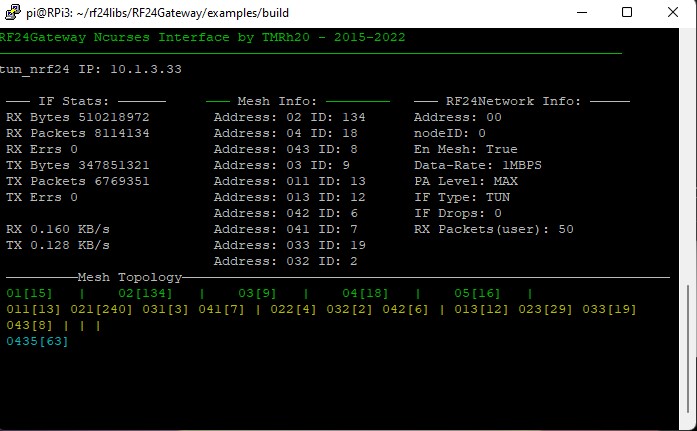 pi@RPi3: ~/rf24libs/RF24Gateway/examples/build
RF24Gateway Ncurses Interface by TMRh20 - 2015-2022
tun_nrf24 IP: 10.1.3.33
IF Stats: Mesh Info: RF24Network Info:
RX Bytes 510218972 Address: 02 ID: 134 Address: 00
RX Packets 8114134 Address: 04 ID: 18 nodeID: 0
RX Errs 0 Address: 043 ID: 8 En Mesh: True
TX Bytes 347851321 Address: 03 ID: 9 Data-Rate: 1MBPS
TX Packets 6769351 Address: 011 ID: 13 PA Level: MAX
TX Errs 0 Address: 013 ID: 12 IF Type: TUN
Address: 042 ID: 6 IF Drops: 0
RX 0.160 KB/s Address: 041 ID: 7 RX Packets(user): 50
TX 0.128 KB/s Address: 033 ID: 19
Address: 032 ID: 2
Mesh Topology
01[15] | 02[134] | 03[9] | 04[18] | 05[16] |
011[13] 021[240] 031[3] 041[7] | 022[4] 032[2] 042[6] | 013[12] 023[29] 033[19]
043[8] | | |
0435[63]